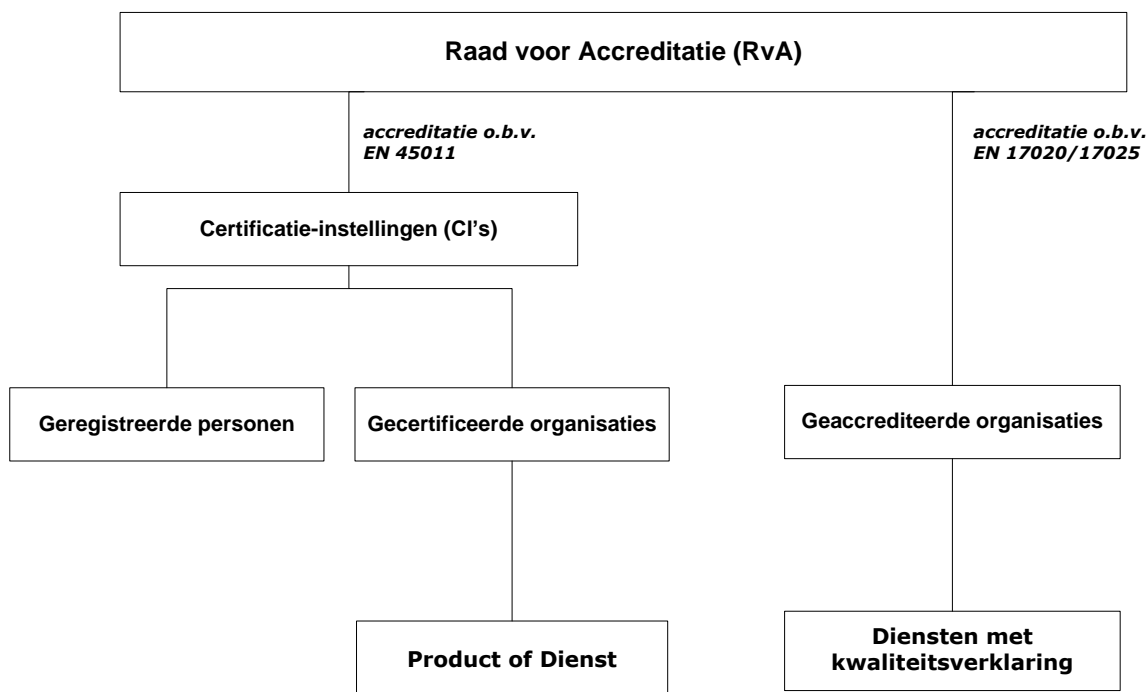 Raad voor Accreditatie (RvA)
accreditatie o.b.v.
EN 45011
accreditatie o.b.v.
EN 17020/17025
Certificatie-instellingen (CI's)
Geregistreerde personen
Gecertificeerde organisaties
Geaccrediteerde organisaties
Product of Dienst
Diensten met
kwaliteitsverklaring